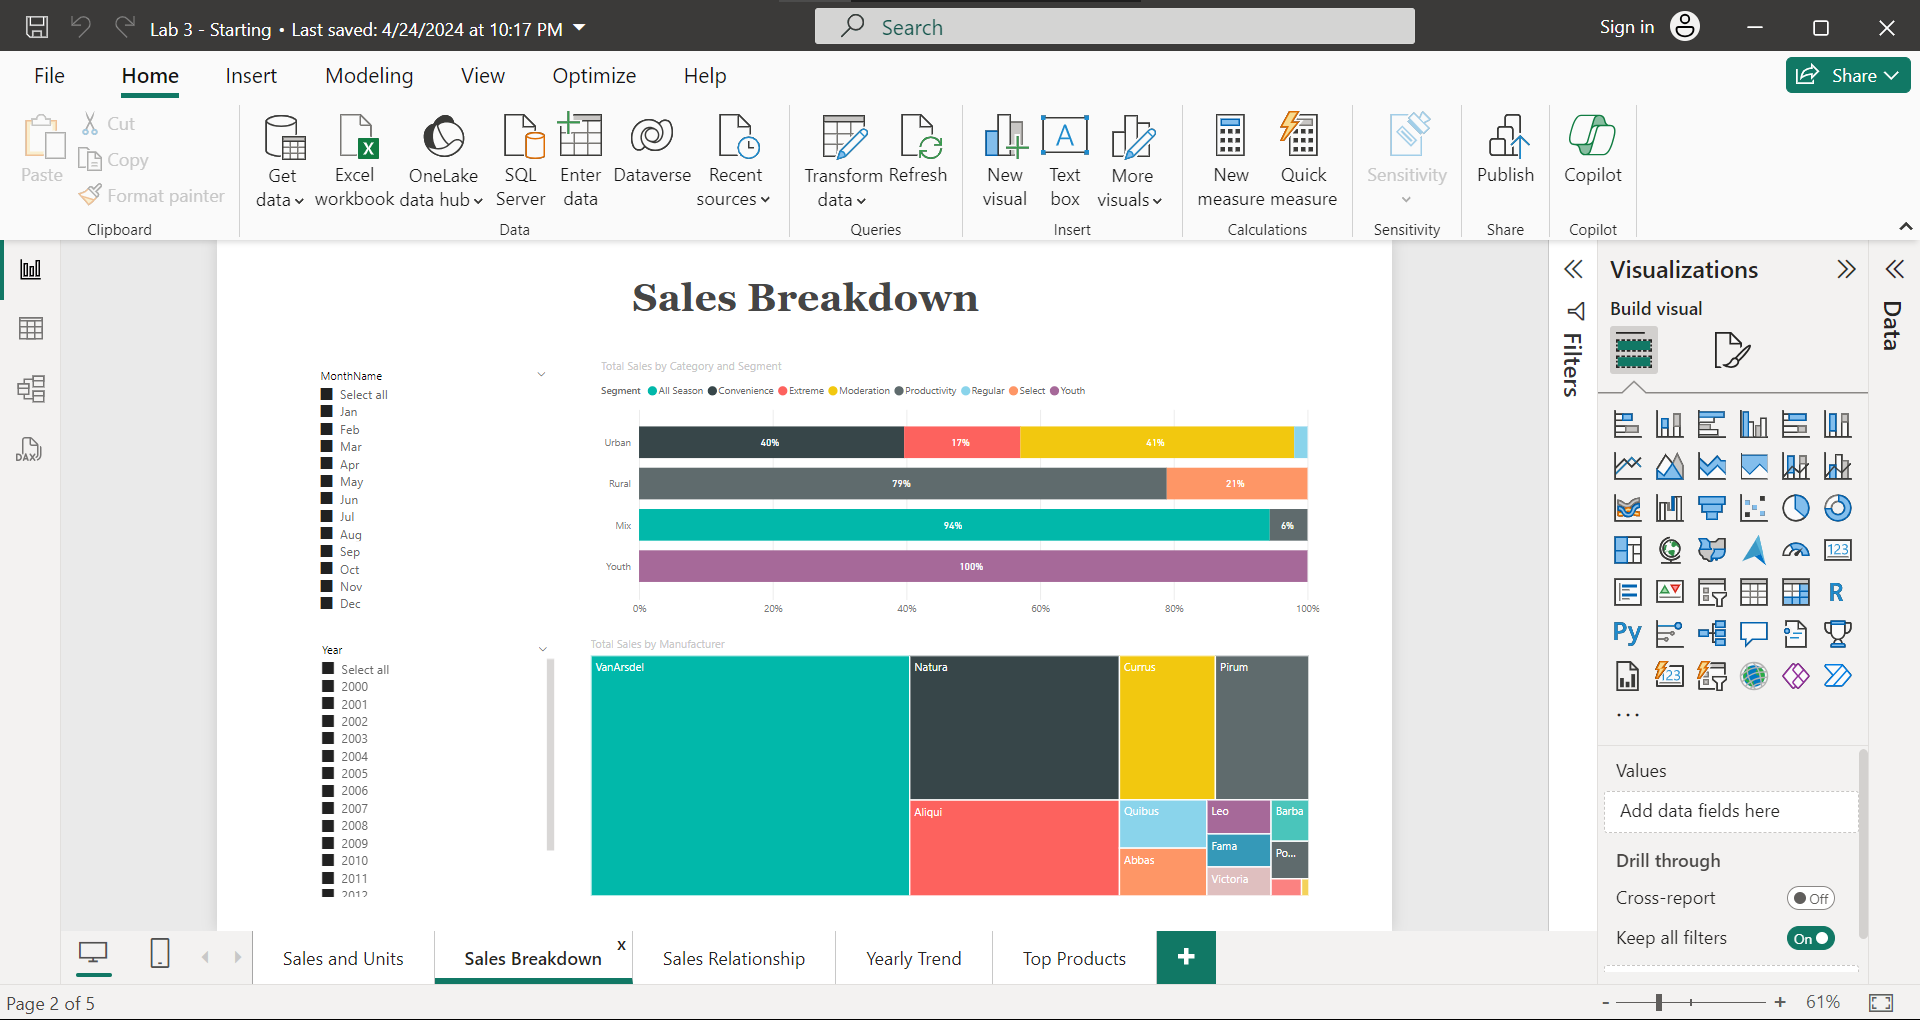 Lab 3 - Starting • Last saved: 4/24/2024 at 10:17 PM
Search
Sign in
File Home Insert Modeling View Optimize Help
Share
Paste
Cut
Copy
Format painter
Clipboard
Get data
Excel workbook
OneLake data hub
SQL Server
Enter data
Dataverse
Recent sources
Data
Transform data
Refresh
Queries
New visual
Text box
More visuals
Insert
New measure
Quick measure
Calculations
Sensitivity
Sensitivity
Publish
Share
Copilot
Copilot
DAX
Sales Breakdown
MonthName
Select all
Jan
Feb
Mar
Apr
May
Jun
Jul
Aug
Sep
Oct
Nov
Dec
Total Sales by Category and Segment
Segment All Season Convenience Extreme Moderation Productivity Regular Select Youth
Urban 40% 17% 41%
Rural 79% 21%
Mix 94% 6%
Youth 100%
0% 20% 40% 60% 80% 100%
Year
Select all
2000
2001
2002
2003
2004
2005
2006
2007
2008
2009
2010
2011
2012
Total Sales by Manufacturer
VanArsdel
Natura
Currus
Pirum
Aliqui
Quibus
Leo
Barba
Fama
Po...
Abbas
Victoria
Filters
Visualizations
Build visual
123
R
Py
123
...
Values
Add data fields here
Drill through
Cross-report
Off
Keep all filters
On
Data
Sales and Units
Sales Breakdown x
Sales Relationship
Yearly Trend
Top Products
+
Page 2 of 5
- + 61%